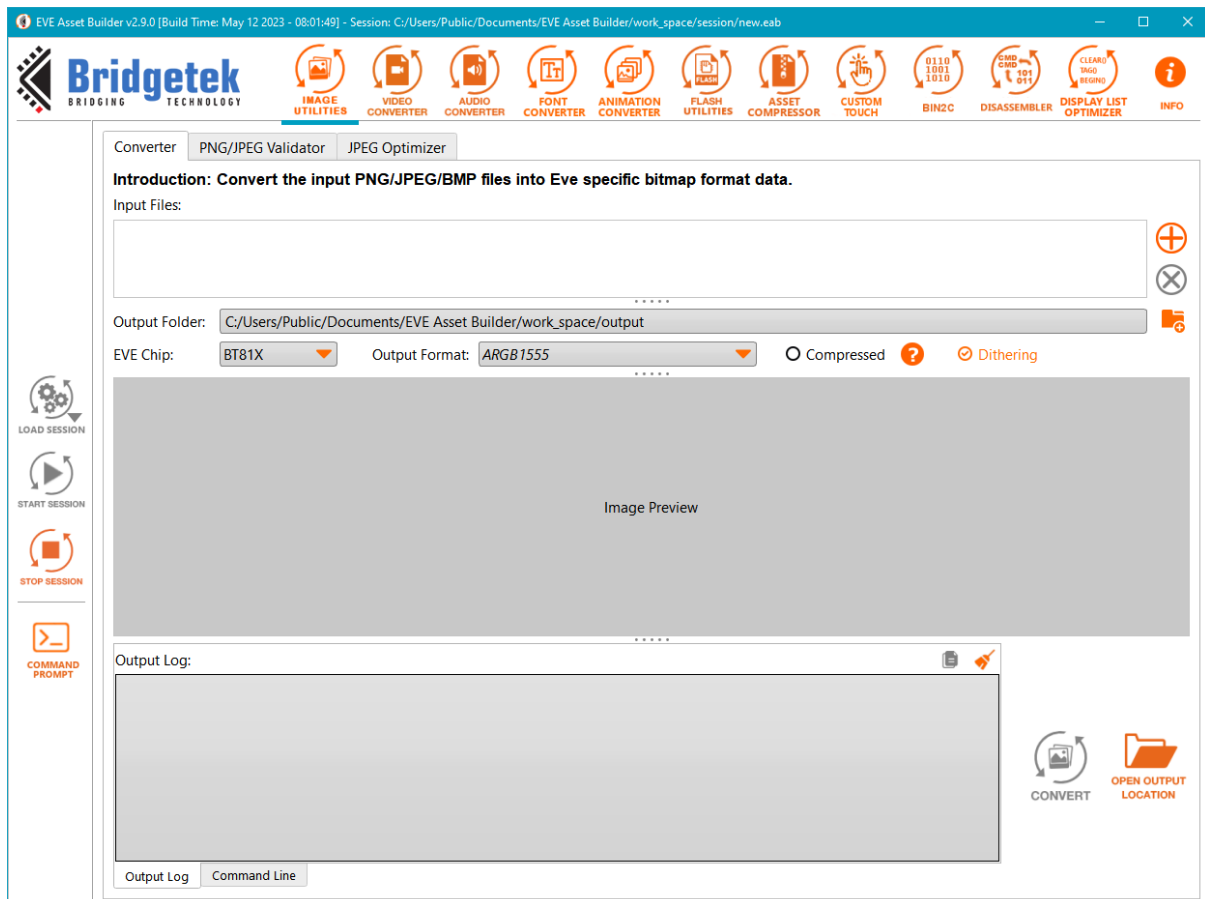 EVE Asset Builder v2.9.0 [Build Time: May 12 2023 - 08:01:49] - Session: C:/Users/Public/Documents/EVE Asset Builder/work_space/session/new.eab
Bridgetek
BRIDGING TECHNOLOGY
IMAGE UTILITIES
VIDEO CONVERTER
AUDIO CONVERTER
Tt
FONT CONVERTER
ANIMATION CONVERTER
FLASH
FLASH UTILITIES
ASSET COMPRESSOR
CUSTOM TOUCH
0110
1001
1010
BIN2C
CMD
CMD
101
011
DISASSEMBLER
CLEAR()
TAG()
BEGIN()
DISPLAY LIST OPTIMIZER
i
INFO
Converter
PNG/JPEG Validator
JPEG Optimizer
Introduction: Convert the input PNG/JPEG/BMP files into Eve specific bitmap format data.
Input Files:
Output Folder: C:/Users/Public/Documents/EVE Asset Builder/work_space/output
EVE Chip: BT81X Output Format: ARGB1555 Compressed ? Dithering
LOAD SESSION
START SESSION
STOP SESSION
COMMAND PROMPT
Image Preview
Output Log:
CONVERT
OPEN OUTPUT LOCATION
Output Log
Command Line